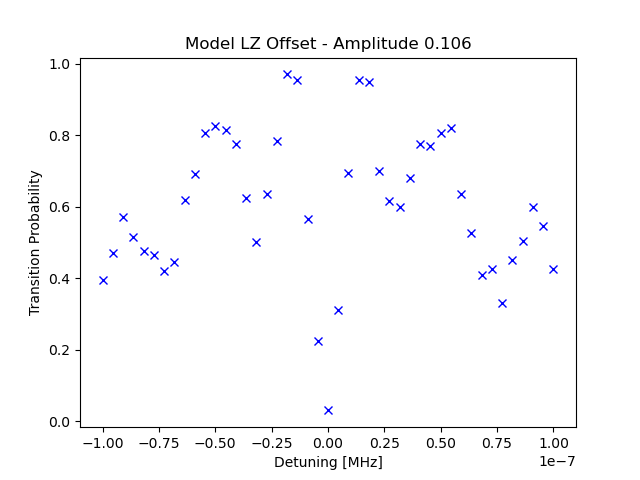 Model LZ Offset - Amplitude 0.106
1.0
0.8
0.6
0.4
0.2
0.0
Transition Probability
−1.00 −0.75 −0.50 −0.25 0.00 0.25 0.50 0.75 1.00
1e−7
Detuning [MHz]